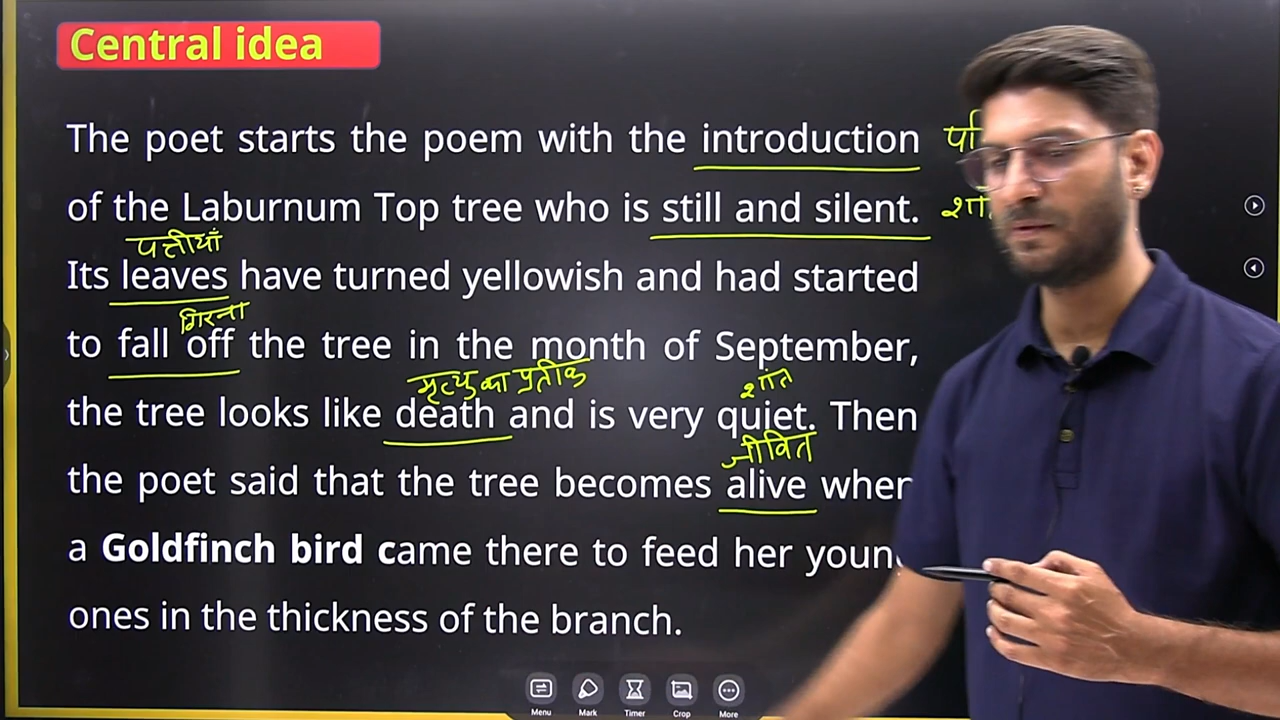 Central idea
The poet starts the poem with the introduction
of the Laburnum Top tree who is still and silent.
पत्तीयाँ
Its leaves have turned yellowish and had started
गिरना
to fall off the tree in the month of September,
मृत्यु का प्रतीक शांत
the tree looks like death and is very quiet. Then
जीवित
the poet said that the tree becomes alive when
a Goldfinch bird came there to feed her young
ones in the thickness of the branch.
Menu Mark Timer Crop More